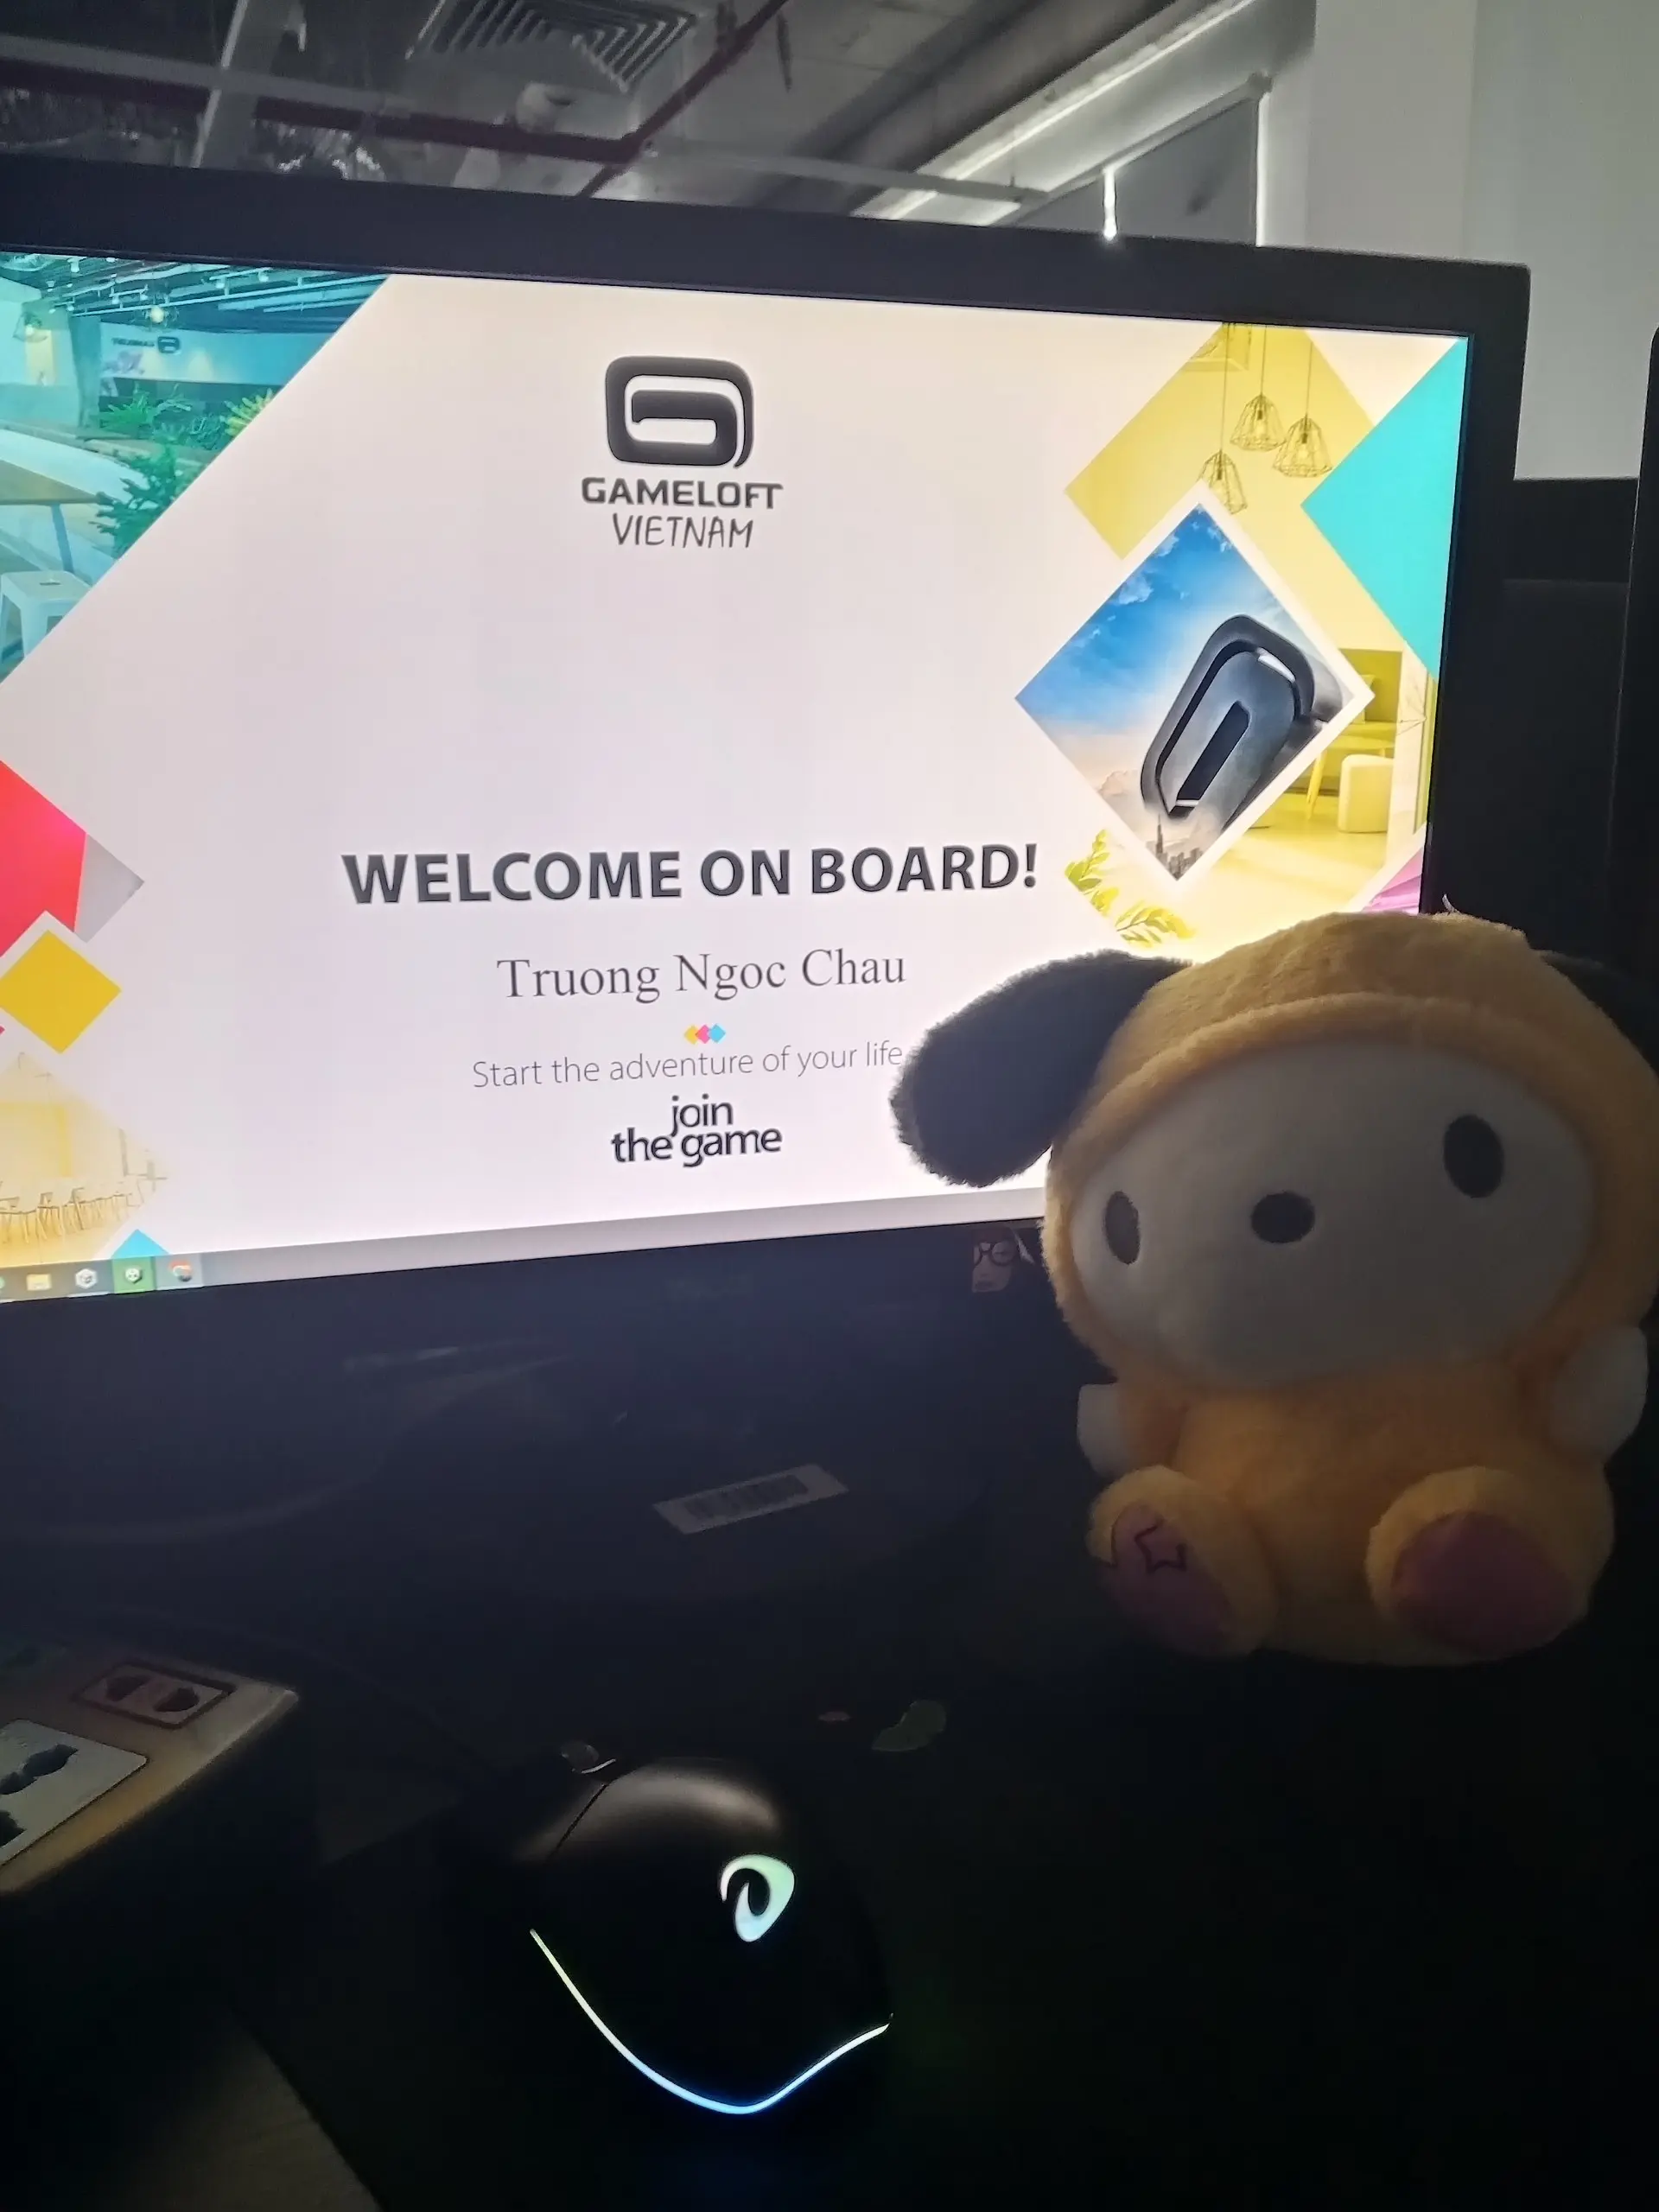 GAMELOFT
VIETNAM
WELCOME ON BOARD!
Truong Ngoc Chau
Start the adventure of your life
join
the game